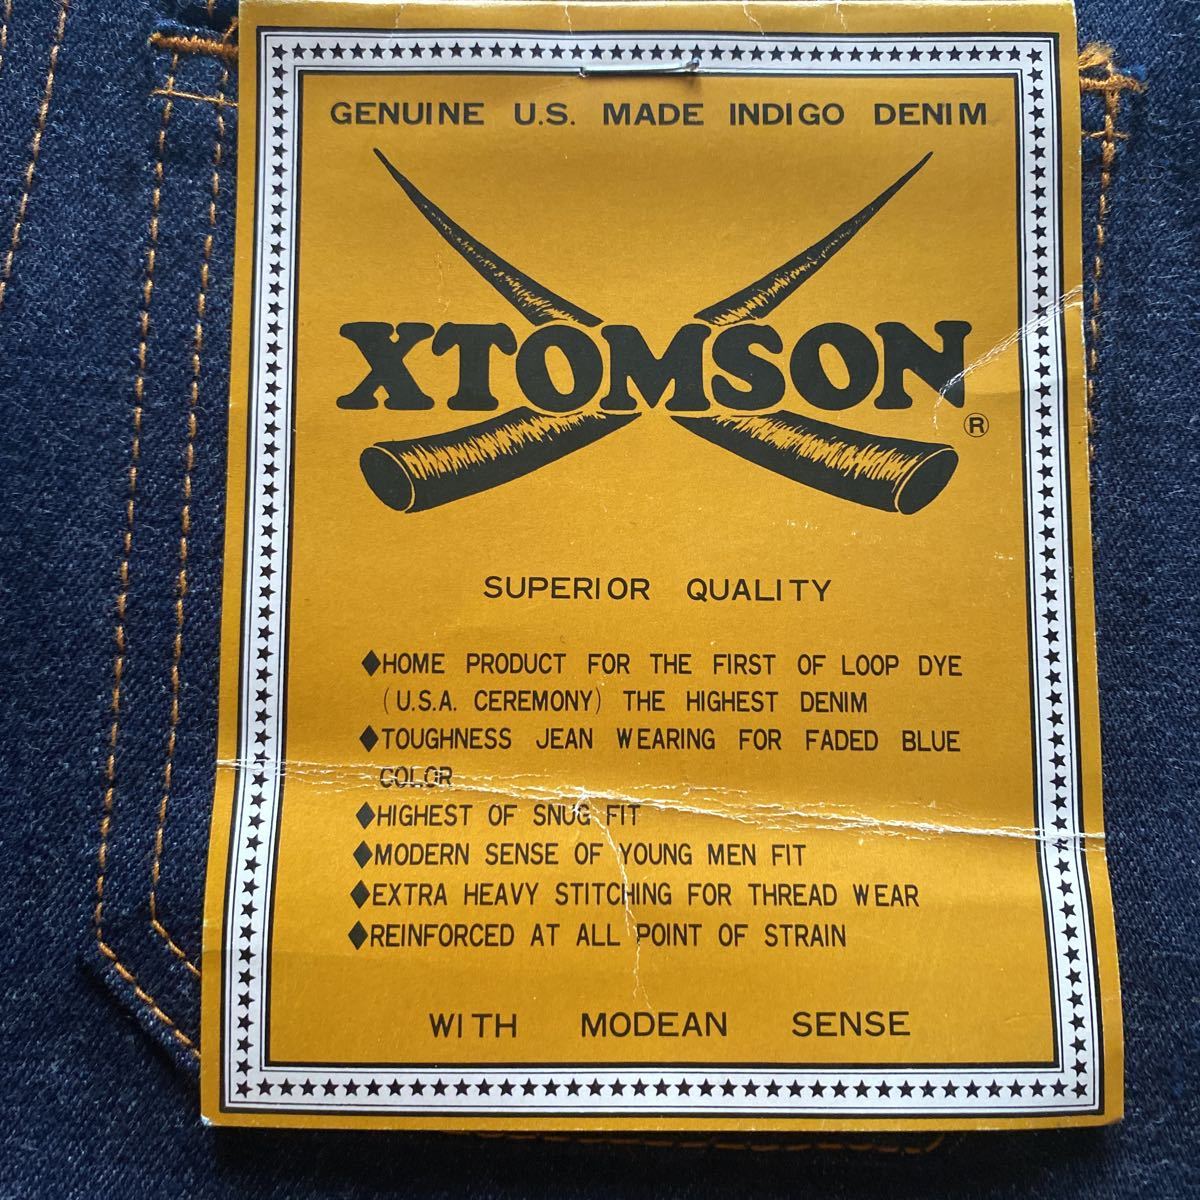 GENUINE U.S. MADE INDIGO DENIM
XTOMSON
®
SUPERIOR QUALITY
◆HOME PRODUCT FOR THE FIRST OF LOOP DYE
(U.S.A. CEREMONY) THE HIGHEST DENIM
◆TOUGHNESS JEAN WEARING FOR FADED BLUE
COLOR
◆HIGHEST OF SNUG FIT
◆MODERN SENSE OF YOUNG MEN FIT
◆EXTRA HEAVY STITCHING FOR THREAD WEAR
◆REINFORCED AT ALL POINT OF STRAIN
WITH MODEAN SENSE